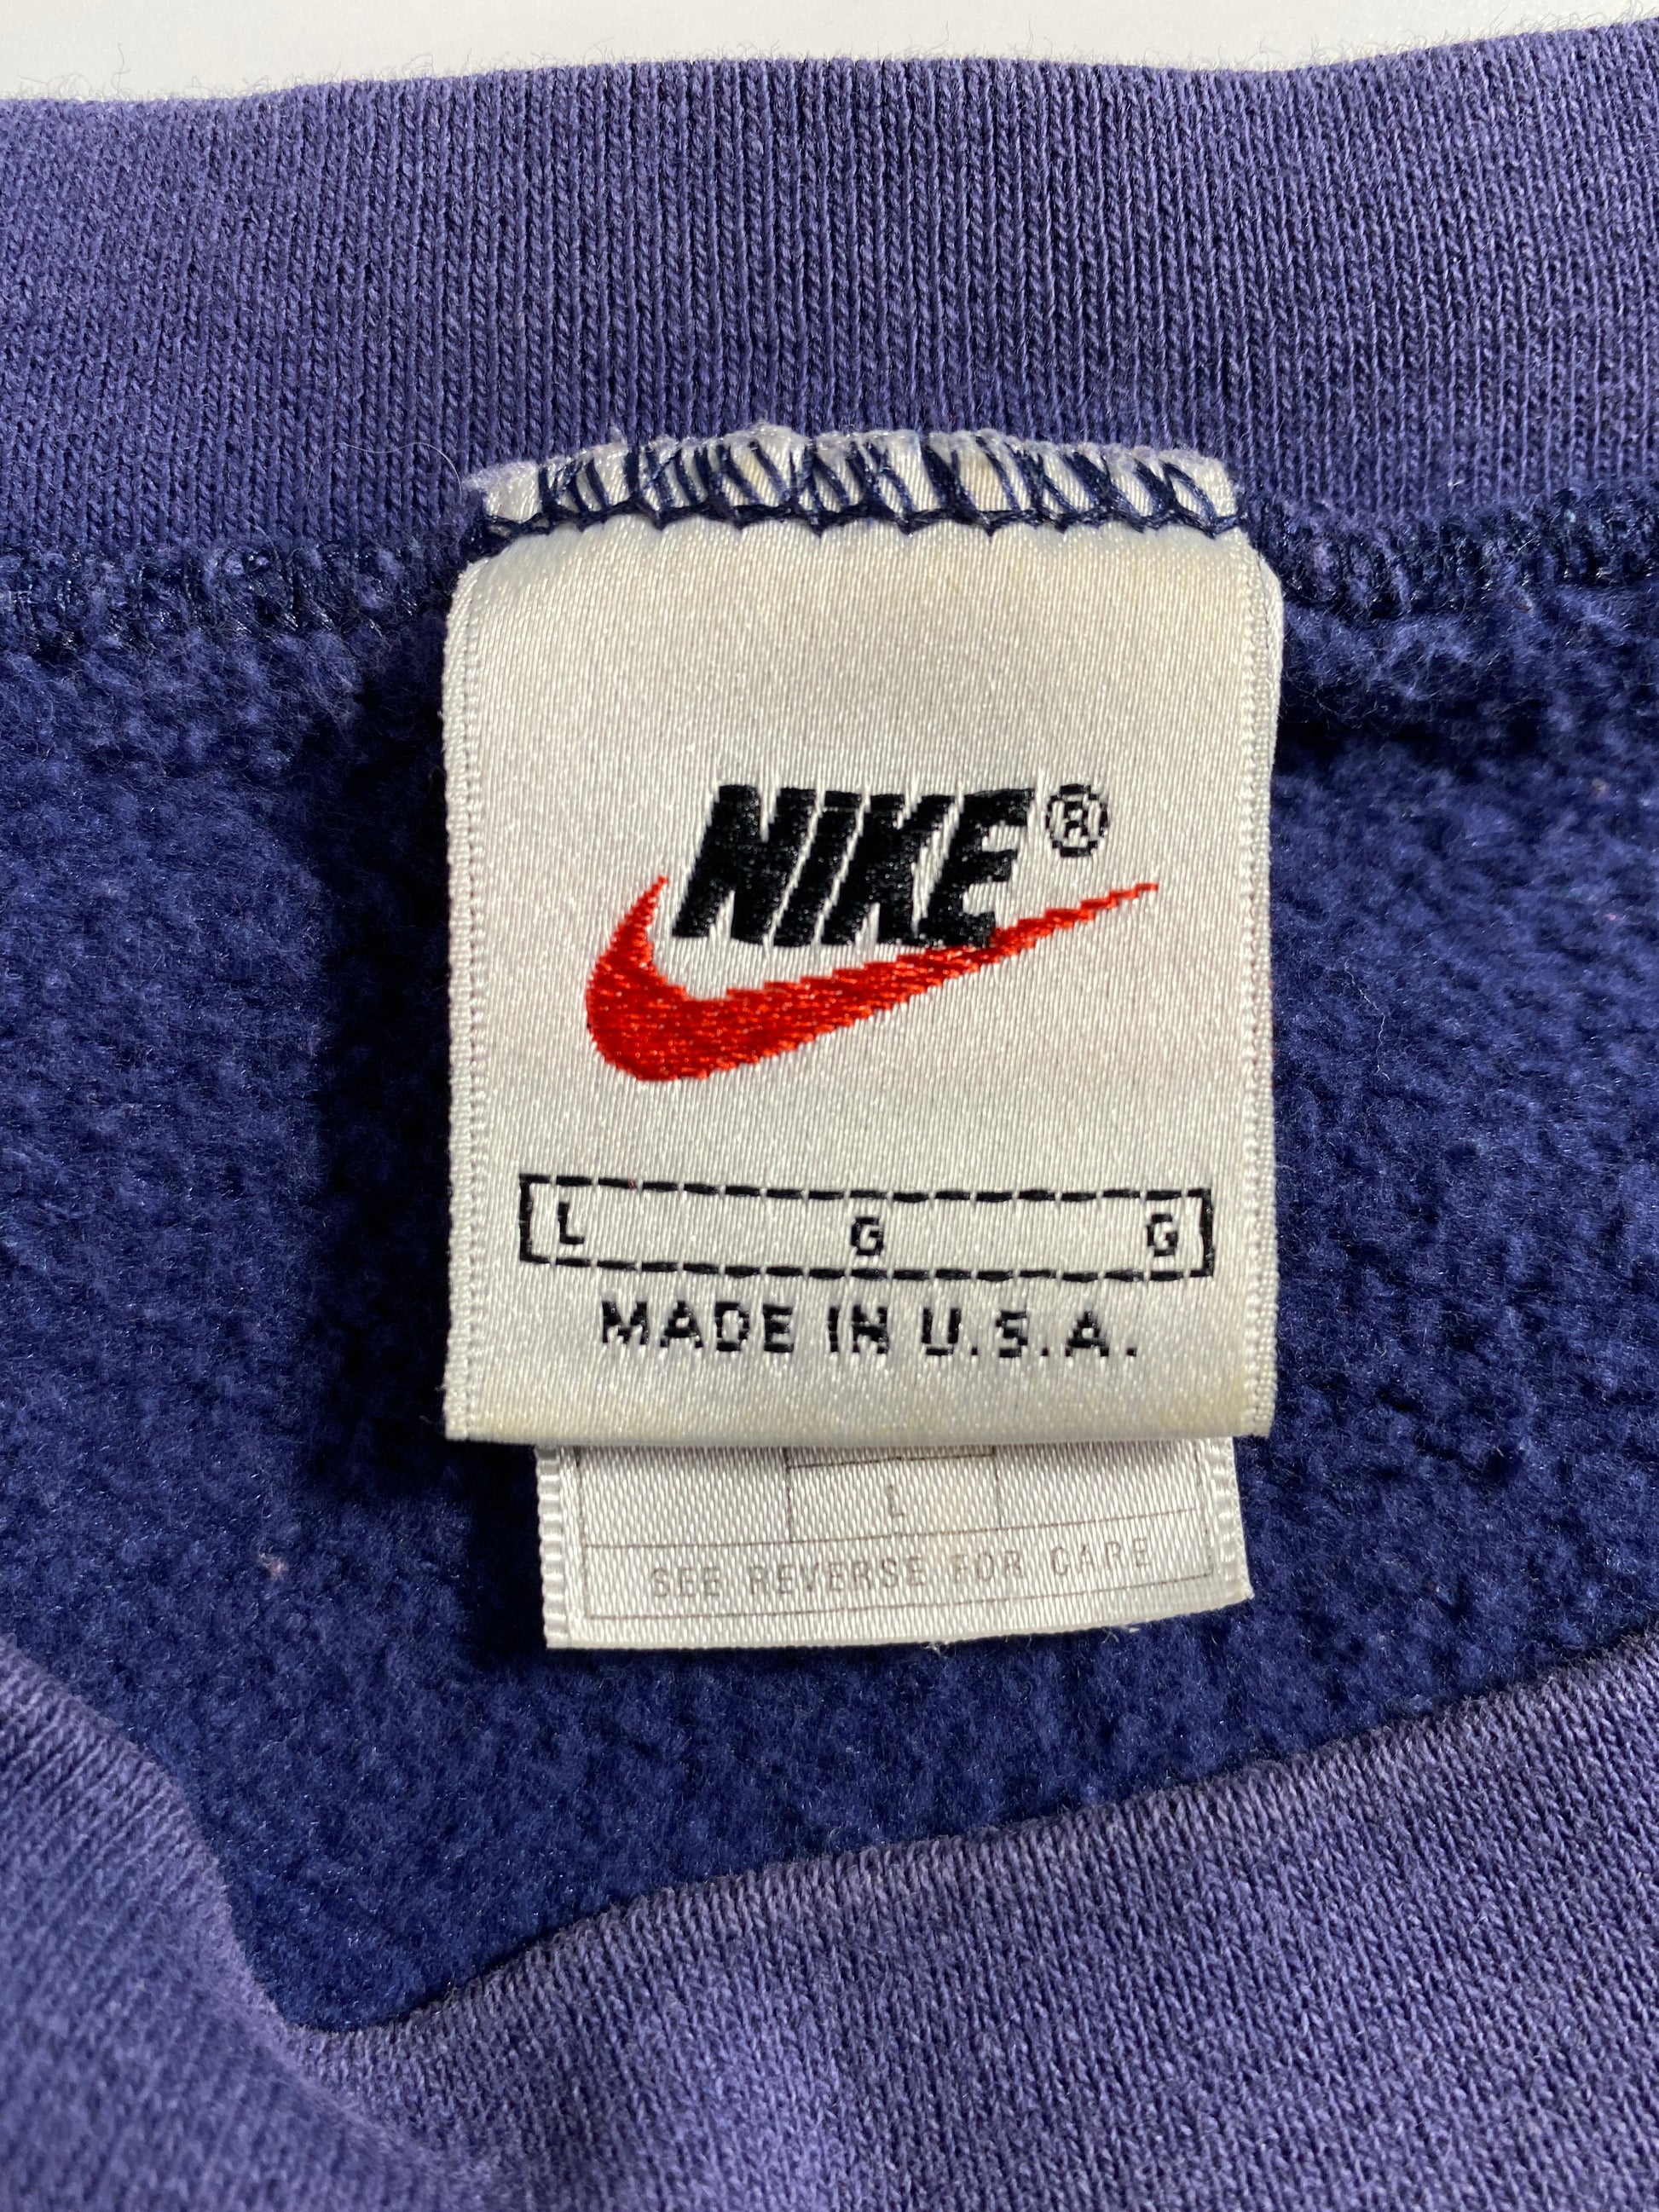 NIKE®
L G G
MADE IN U.S.A.
L
SEE REVERSE FOR CARE